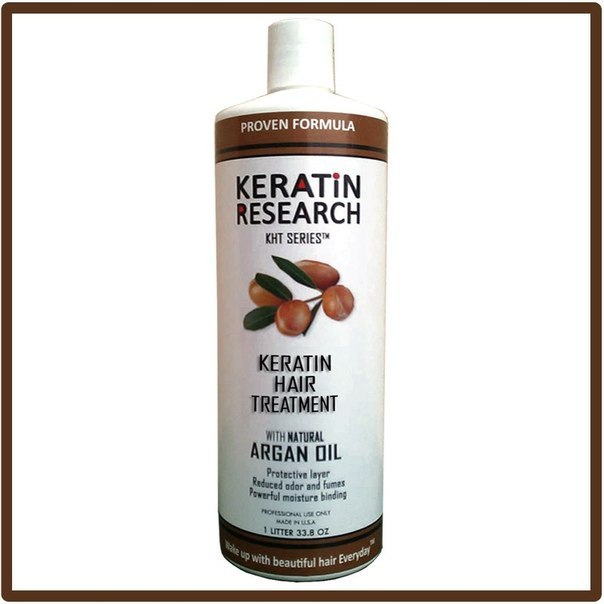 PROVEN FORMULA
KERATiN
RESEARCH
KHT SERIES™
KERATIN
HAIR
TREATMENT
WITH NATURAL
ARGAN OIL
Protective layer
Reduced odor and fumes
Powerful moisture binding
PROFESSIONAL USE ONLY
MADE IN U.S.A
1 LITTER 33.8 OZ
Wake up with beautiful hair Everyday™